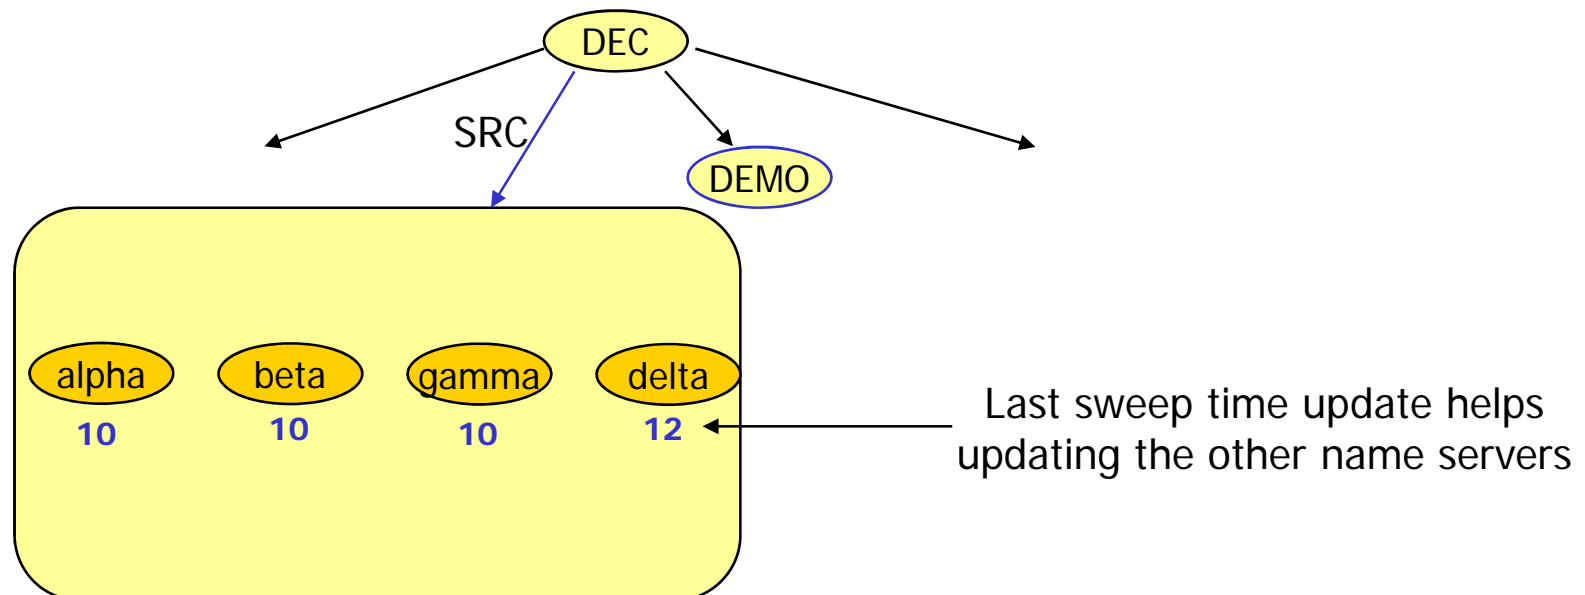 DEC
SRC
DEMO
alpha beta gamma delta
10 10 10 12
Last sweep time update helps
updating the other name servers